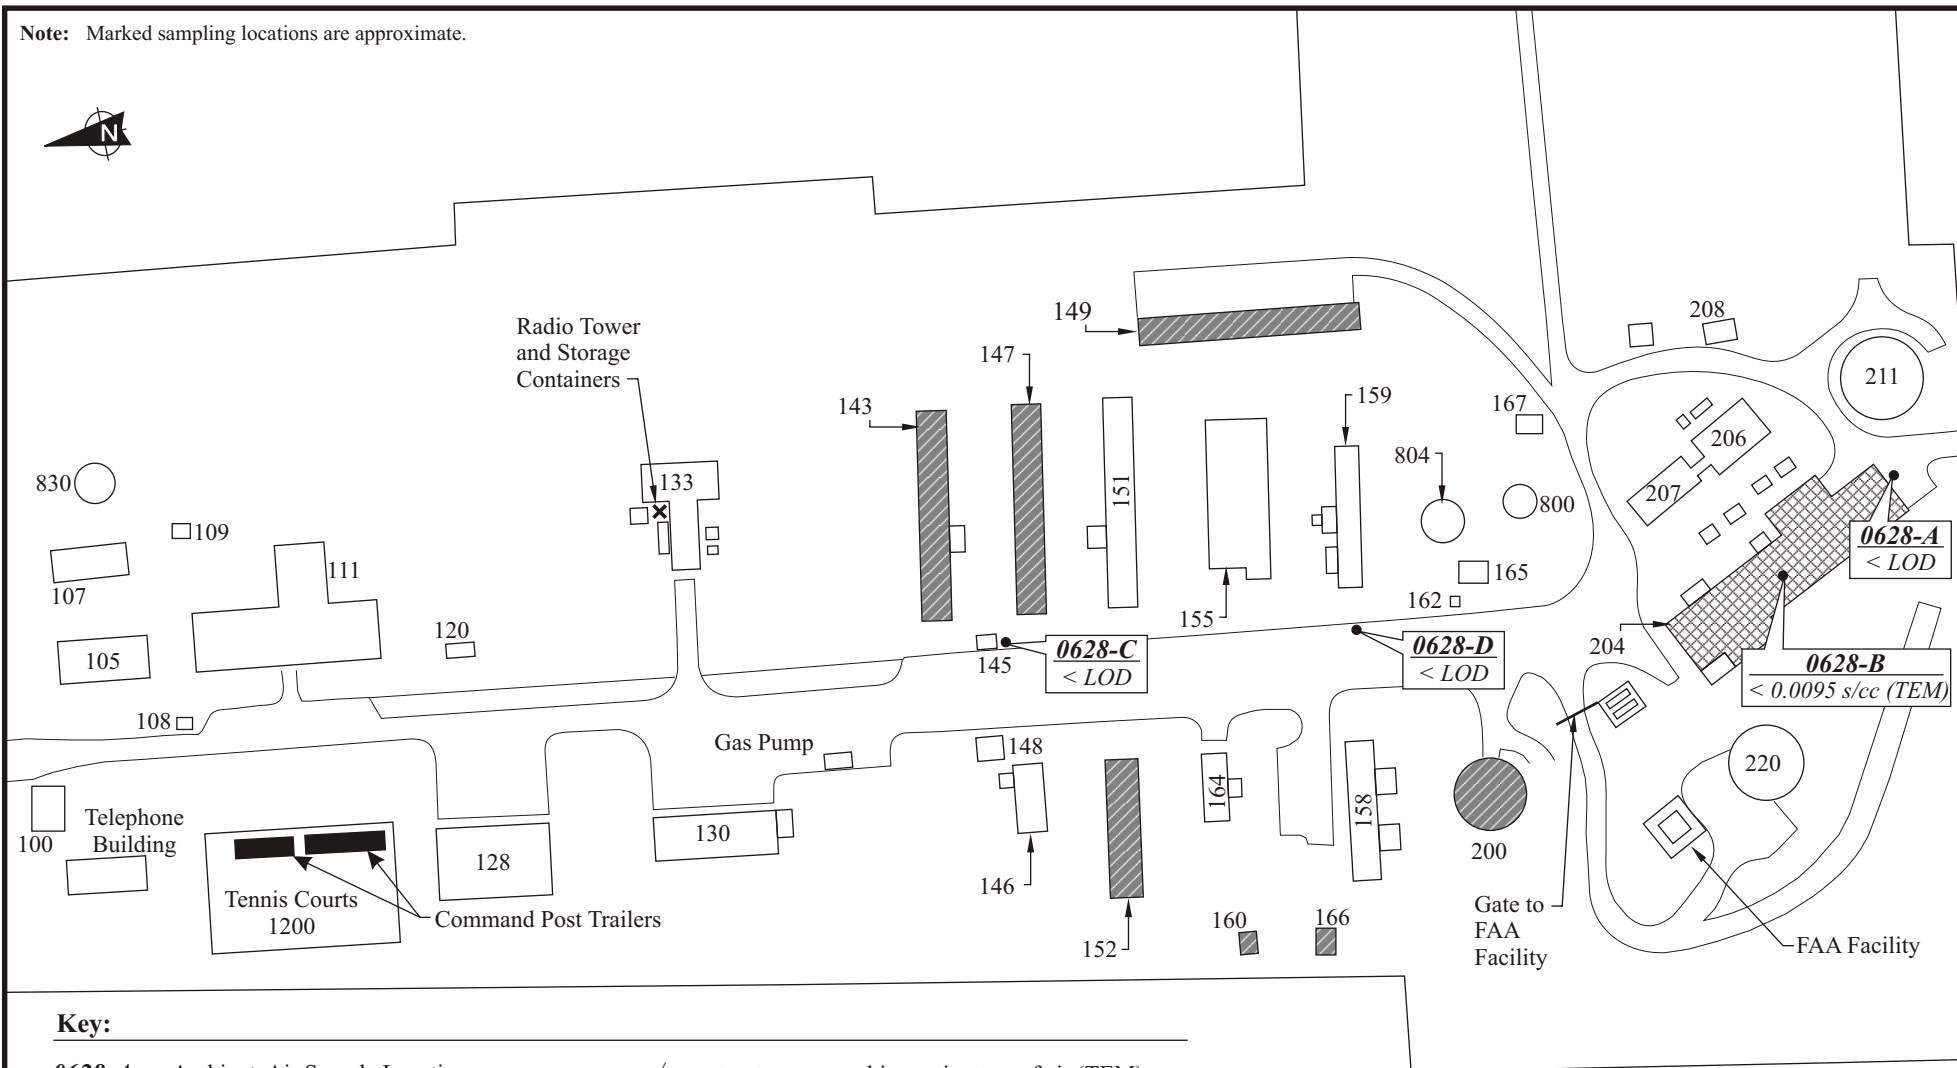 Note: Marked sampling locations are approximate.
N
208
149
Radio Tower
and Storage
Containers
147
211
159
143
167
206
804
830
133
151
207
800
109
0628-A
< LOD
111
165
107
162
155
120
204
0628-C
< LOD
0628-D
< LOD
0628-B
< 0.0095 s/cc (TEM)
105
145
108
Gas Pump
148
220
164
158
Telephone
Building
100
130
128
200
146
Tennis Courts
1200
Command Post Trailers
152
160
166
Gate to
FAA
Facility
FAA Facility
Key: